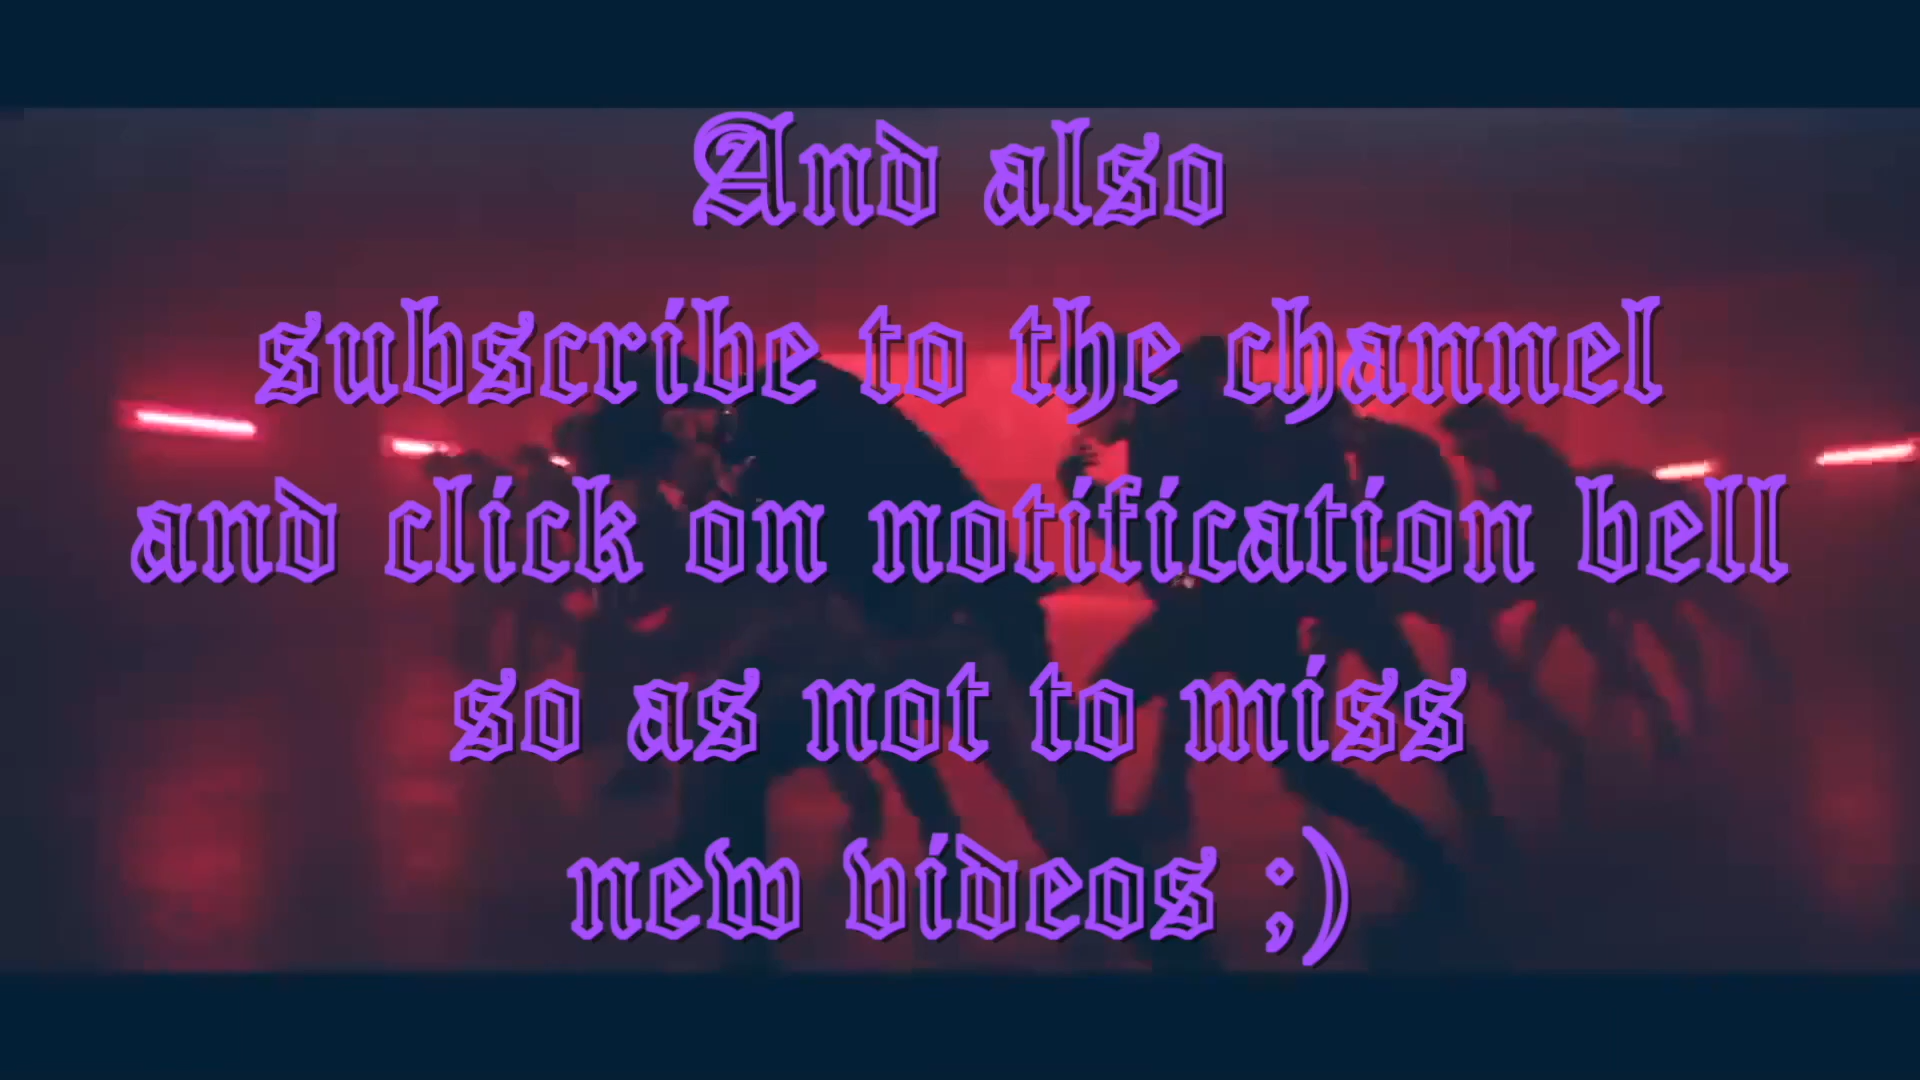 And also
subscribe to the channel
and click on notification bell
so as not to miss
new videos ;)